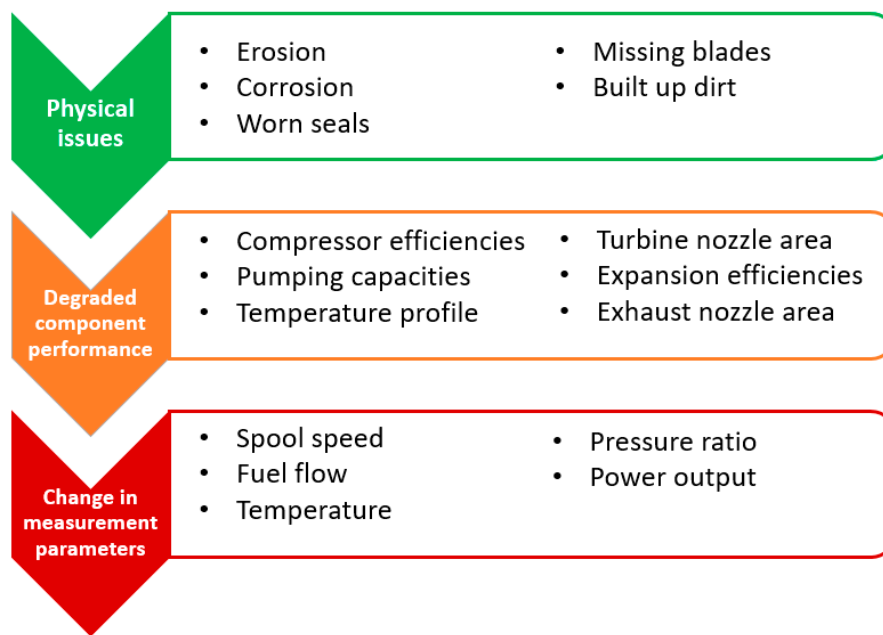 Physical
issues
• Erosion
• Corrosion
• Worn seals
• Missing blades
• Built up dirt
Degraded
component
performance
• Compressor efficiencies
• Pumping capacities
• Temperature profile
• Turbine nozzle area
• Expansion efficiencies
• Exhaust nozzle area
Change in
measurement
parameters
• Spool speed
• Fuel flow
• Temperature
• Pressure ratio
• Power output